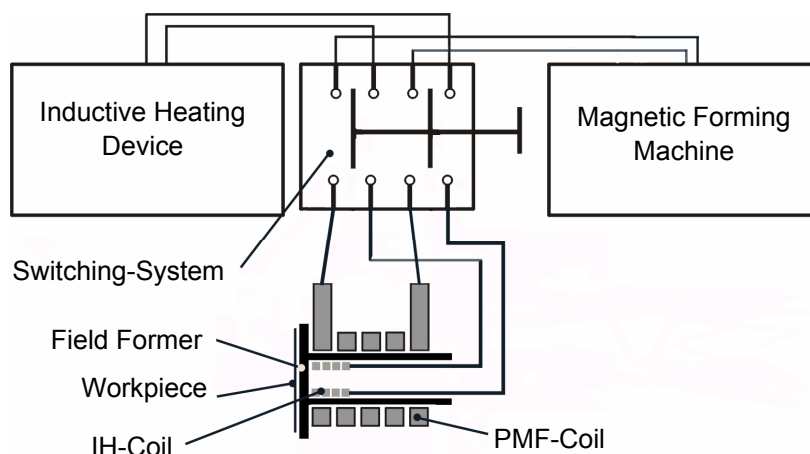 Inductive Heating
Device
Magnetic Forming
Machine
Switching-System
Field Former
Workpiece
IH-Coil
PMF-Coil